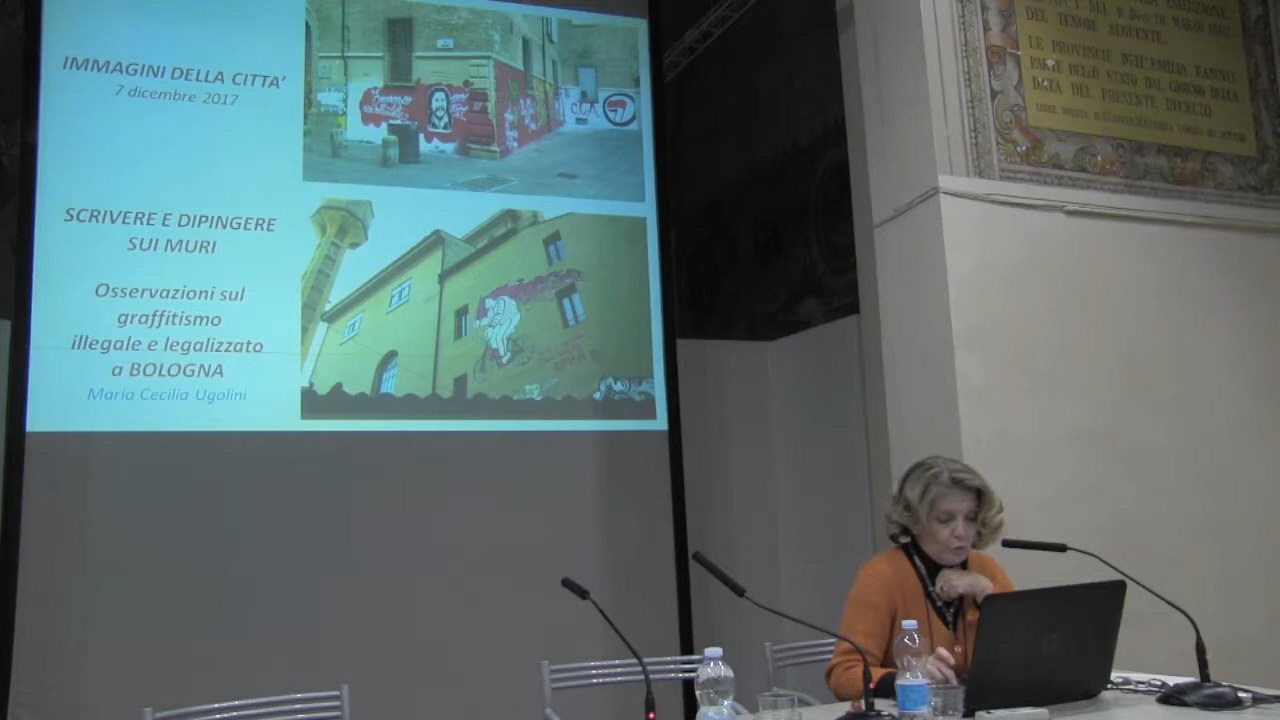 IMMAGINI DELLA CITTA'
7 dicembre 2017
SCRIVERE E DIPINGERE
SUI MURI
Osservazioni sul
graffitismo
illegale e legalizzato
a BOLOGNA
Maria Cecilia Ugolini
DEL TENORE SEGUENTE.
LE PROVINCIE DELL'EMILIA FANNO
PARTE DELLO STATO DAL GIORNO DELLA
DATA DEL PRESENTE DECRETO